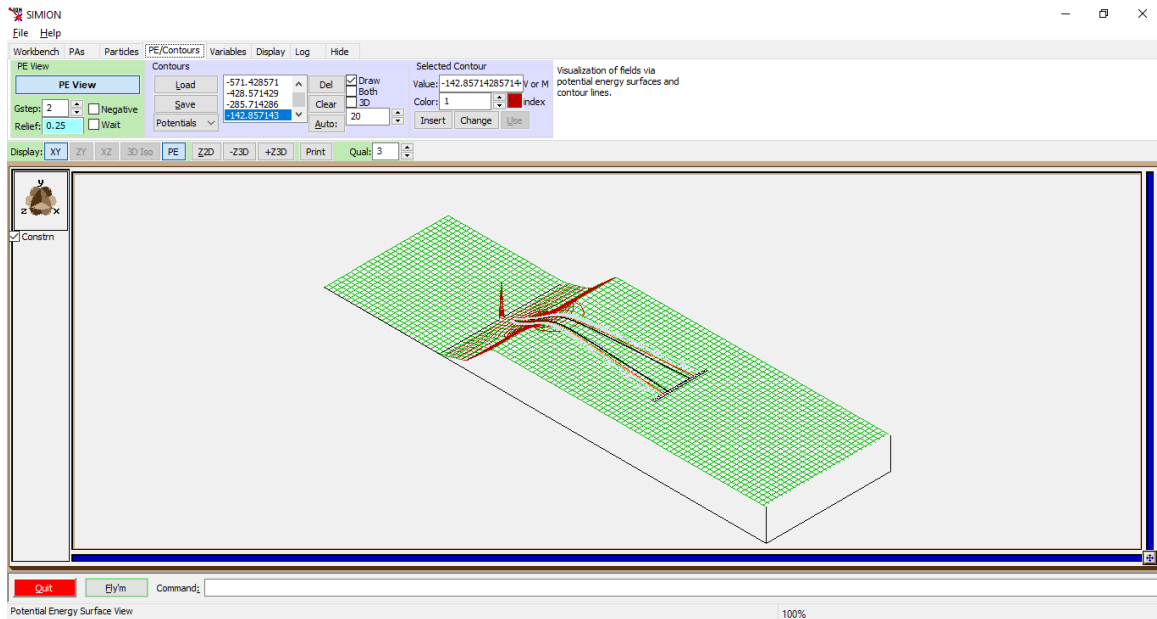 SIMION
File Help
Workbench PAs Particles PE/Contours Variables Display Log Hide
PE View
PE View
Gstep: 2 Negative
Relief: 0.25 Wait
Contours
Load
Save
Potentials
-571.428571
-428.571429
-285.714286
-142.857143
Del
Clear
Auto:
Draw
Both
3D
20
Selected Contour
Value: -142.85714285714 V or M
Color: 1 index
Insert Change Use
Visualization of fields via
potential energy surfaces and
contour lines.
Display: XY ZY XZ 3D Iso PE Z2D -Z3D +Z3D Print Qual: 3
y
z x
Constrn
Quit Fly'm Command:
Potential Energy Surface View 100%